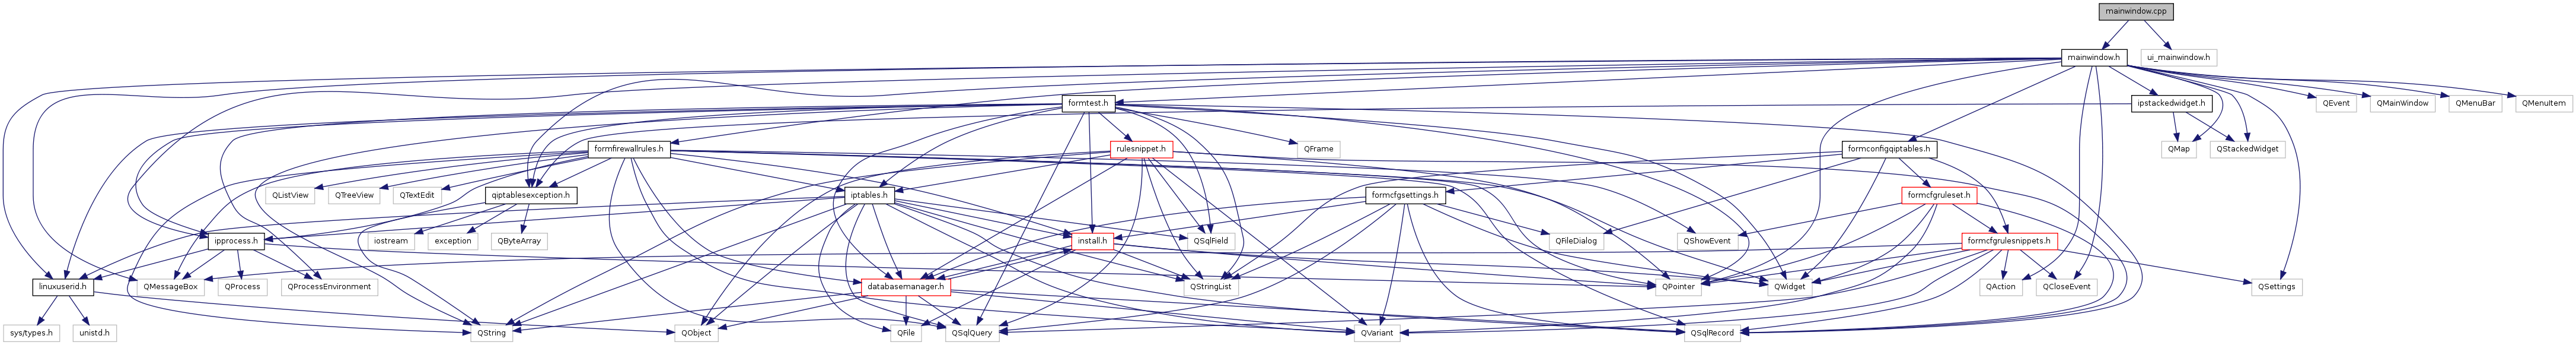 mainwindow.cpp
mainwindow.h
ui_mainwindow.h
formtest.h
ipstackedwidget.h
QEvent
QMainWindow
QMenuBar
QMenuItem
formfirewallrules.h
rulesnippet.h
QFrame
formconfigqiptables.h
QMap
QStackedWidget
QListView
QTreeView
QTextEdit
qiptablesexception.h
iptables.h
formcfgsettings.h
formcfgruleset.h
ipprocess.h
iostream
exception
QByteArray
install.h
QSqlField
QFileDialog
QShowEvent
formcfgrulesnippets.h
linuxuserid.h
QMessageBox
QProcess
QProcessEnvironment
databasemanager.h
QStringList
QPointer
QWidget
QAction
QCloseEvent
QSettings
sys/types.h
unistd.h
QString
QObject
QFile
QSqlQuery
QVariant
QSqlRecord